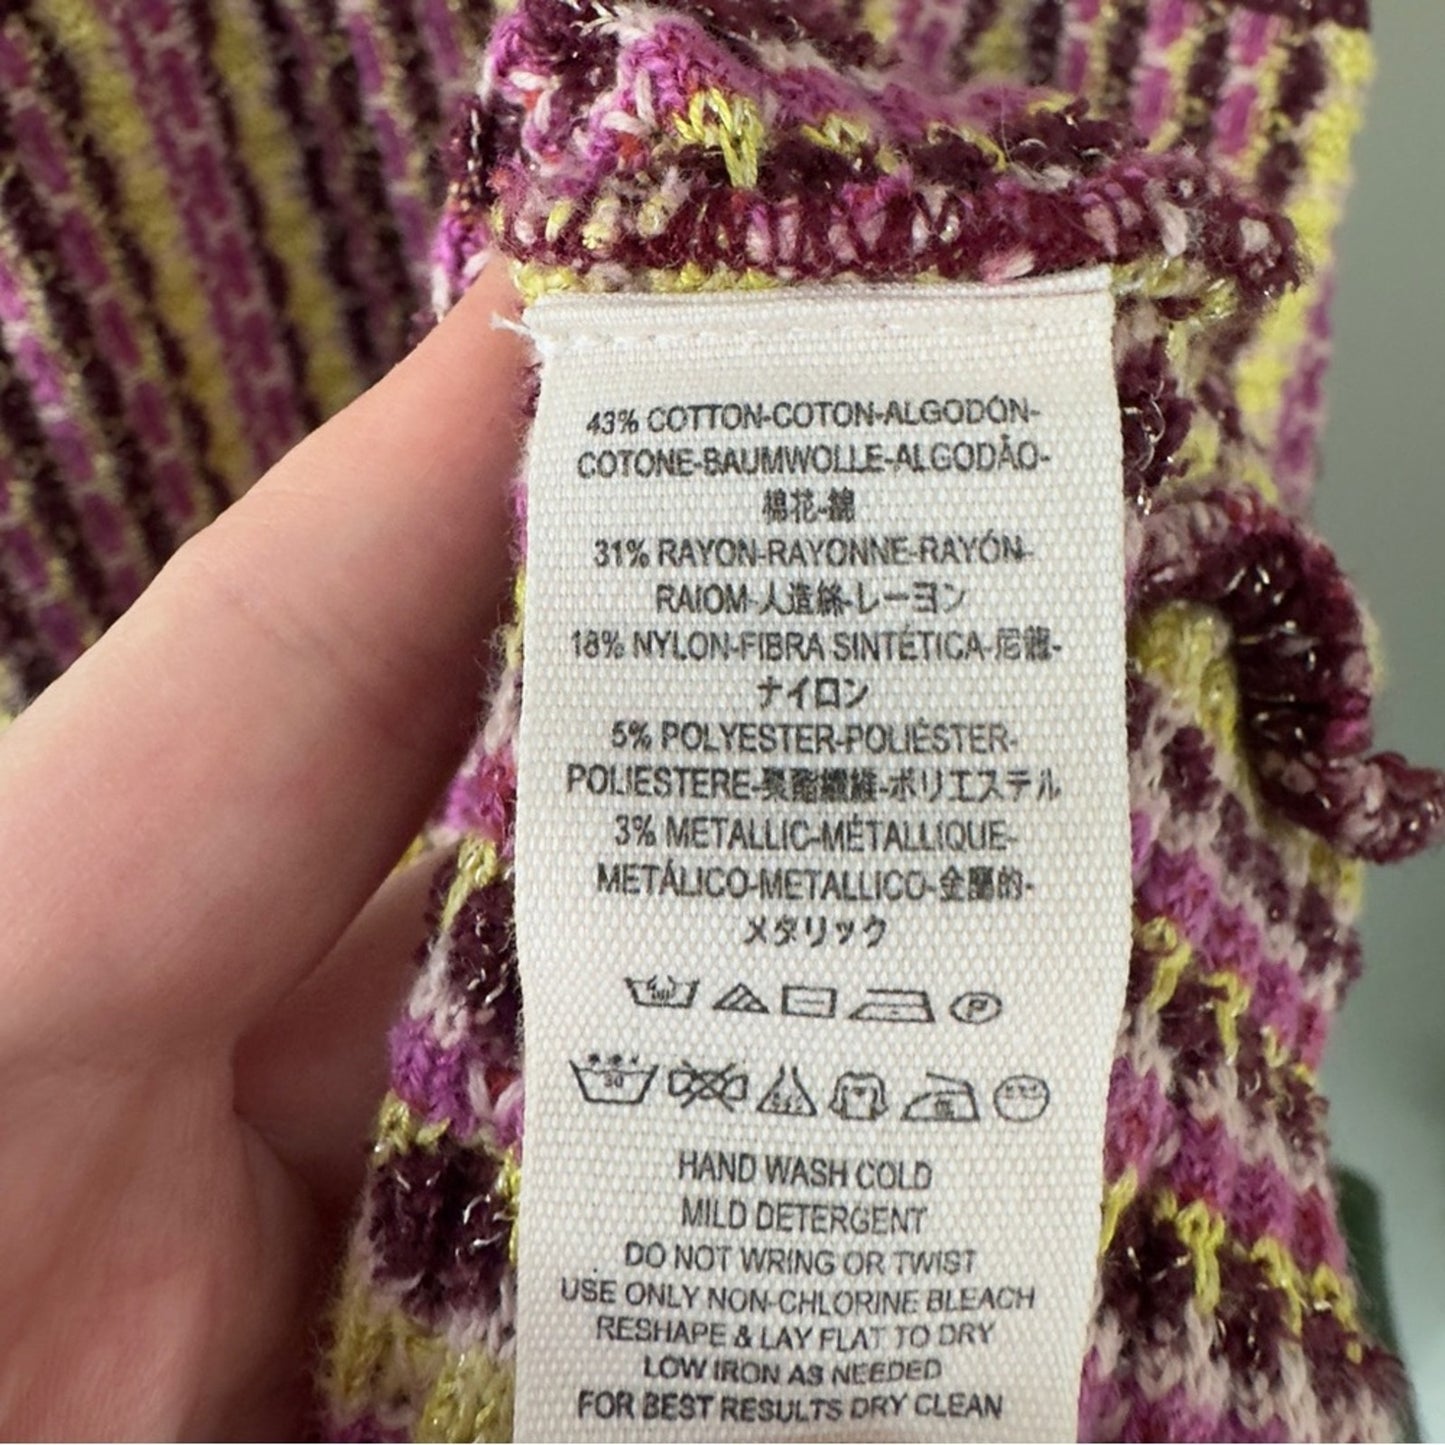 43% COTTON-COTON-ALGODÓN-
COTONE-BAUMWOLLE-ALGODÃO-
棉花-綿
31% RAYON-RAYONNE-RAYÓN-
RAIOM-人造絲-レーヨン
18% NYLON-FIBRA SINTÉTICA-尼龍-
ナイロン
5% POLYESTER-POLIÉSTER-
POLIESTERE-聚酯纖維-ポリエステル
3% METALLIC-MÉTALLIQUE-
METÁLICO-METALLICO-金屬的-
メタリック
P
30
HAND WASH COLD
MILD DETERGENT
DO NOT WRING OR TWIST
USE ONLY NON-CHLORINE BLEACH
RESHAPE & LAY FLAT TO DRY
LOW IRON AS NEEDED
FOR BEST RESULTS DRY CLEAN